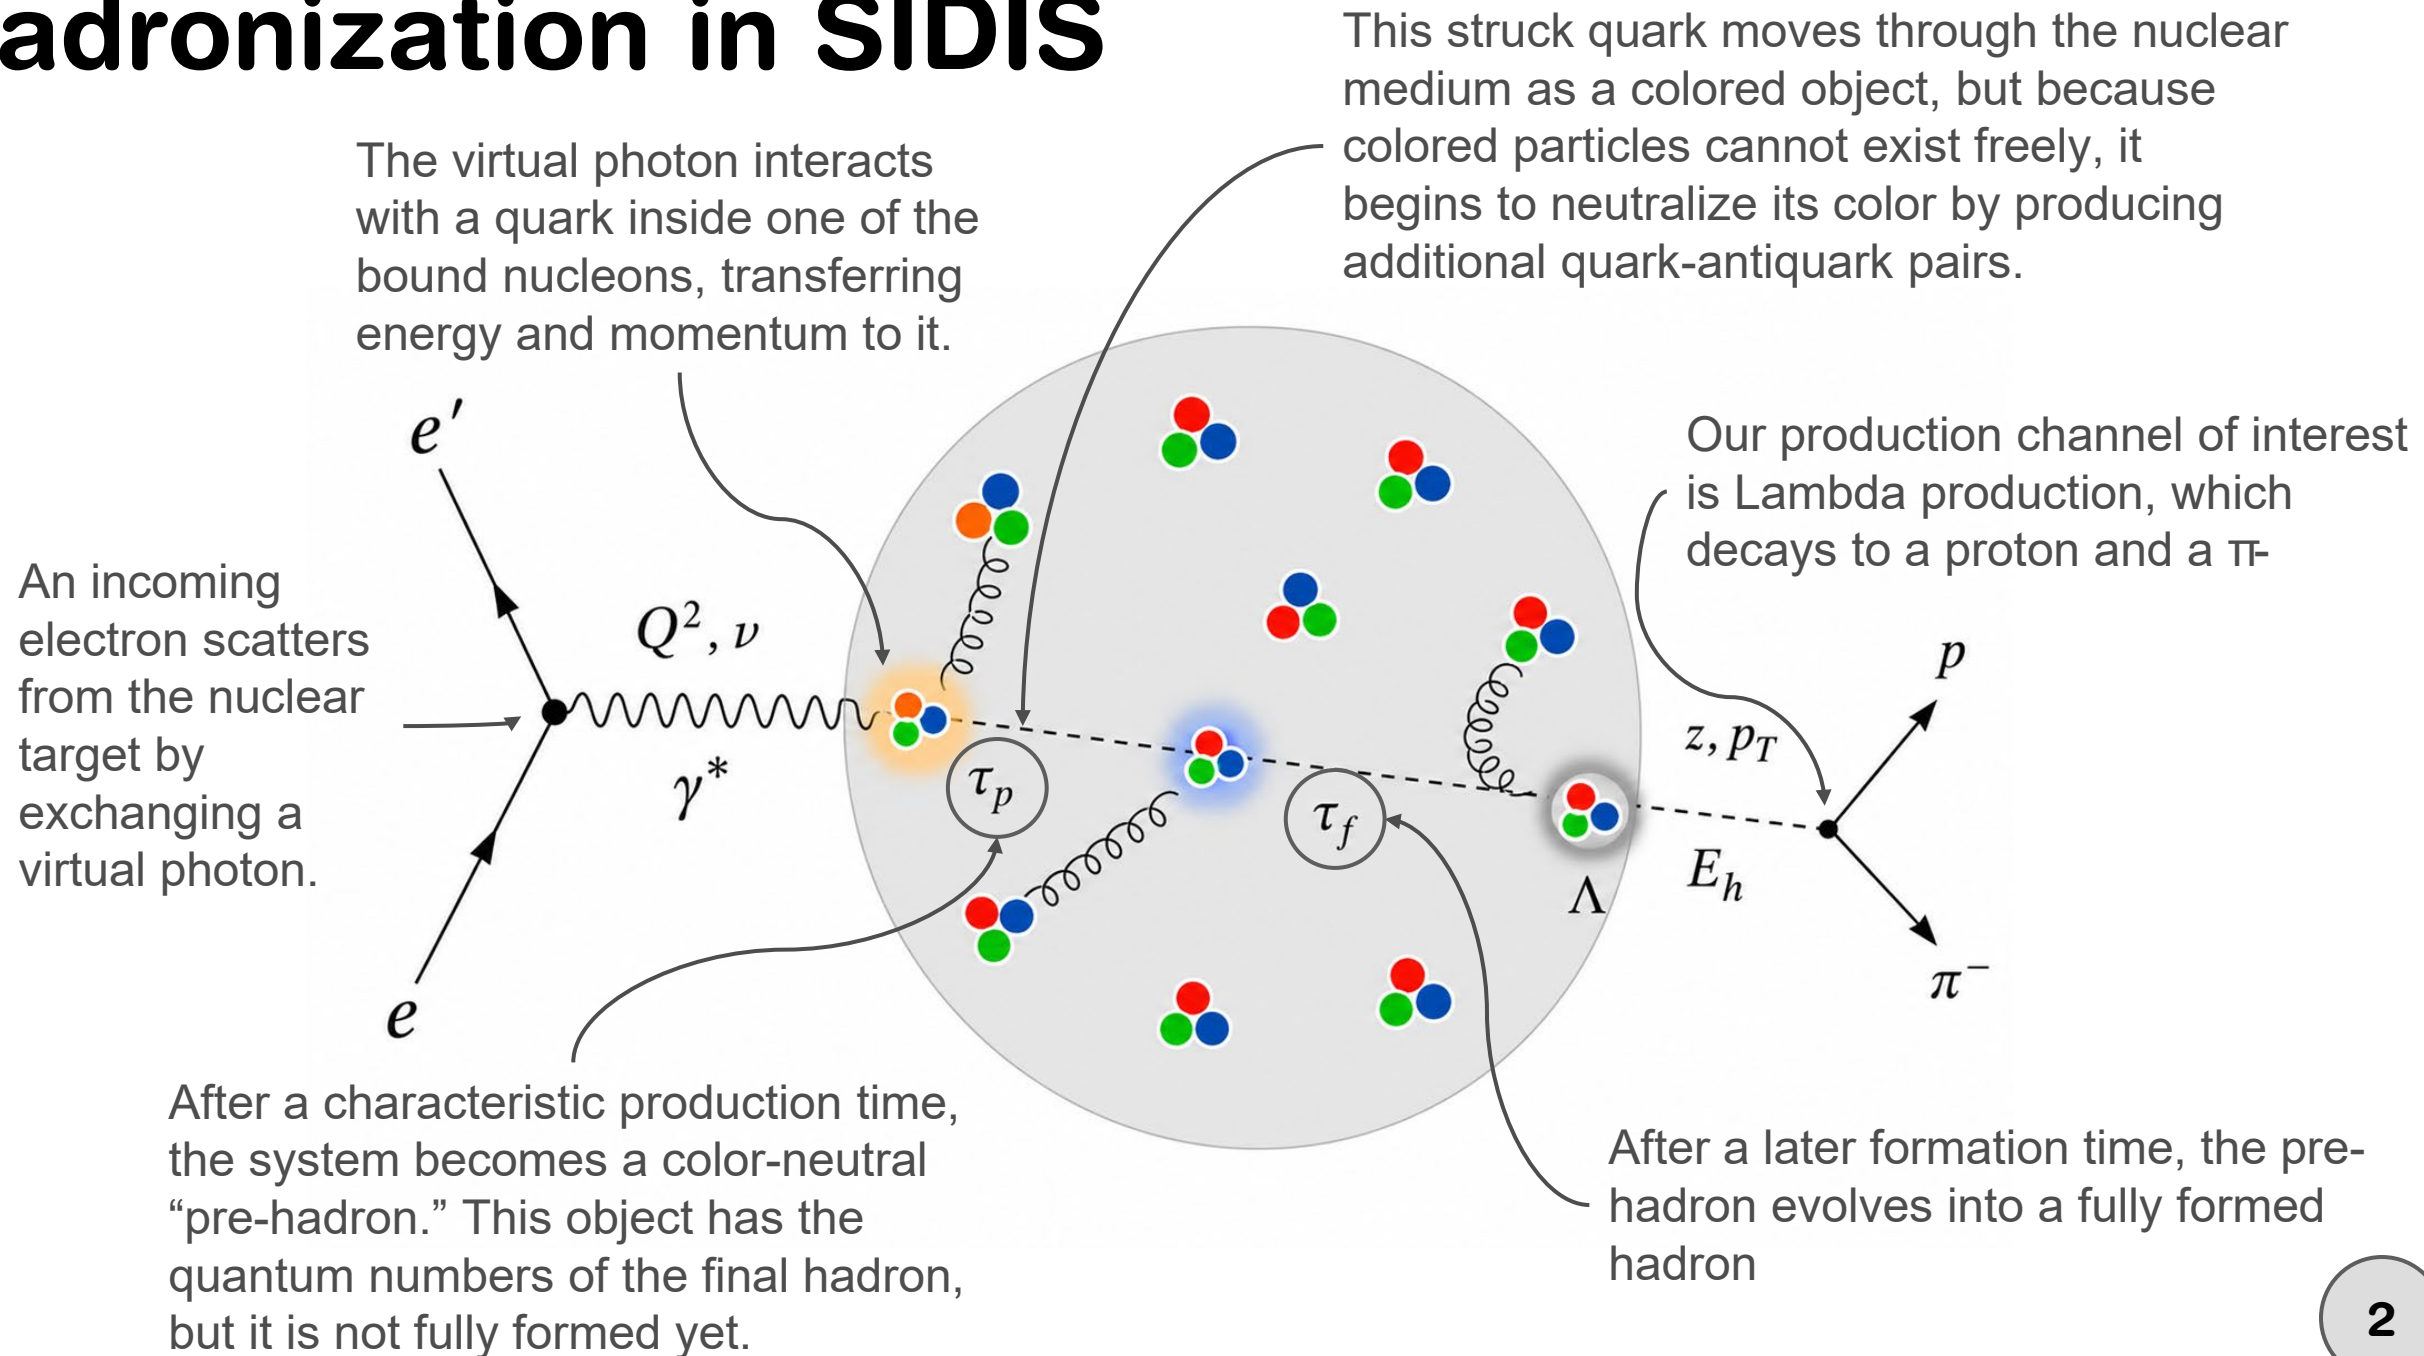 adronization in SIDIS
This struck quark moves through the nuclear
medium as a colored object, but because
colored particles cannot exist freely, it
begins to neutralize its color by producing
additional quark-antiquark pairs.
The virtual photon interacts
with a quark inside one of the
bound nucleons, transferring
energy and momentum to it.
Our production channel of interest
is Lambda production, which
decays to a proton and a π-
An incoming
electron scatters
from the nuclear
target by
exchanging a
virtual photon.
e′
Q², ν
γ*
e
τp
τf
Λ
z, pT
Eh
p
π⁻
After a characteristic production time,
the system becomes a color-neutral
“pre-hadron.” This object has the
quantum numbers of the final hadron,
but it is not fully formed yet.
After a later formation time, the pre-
hadron evolves into a fully formed
hadron
2